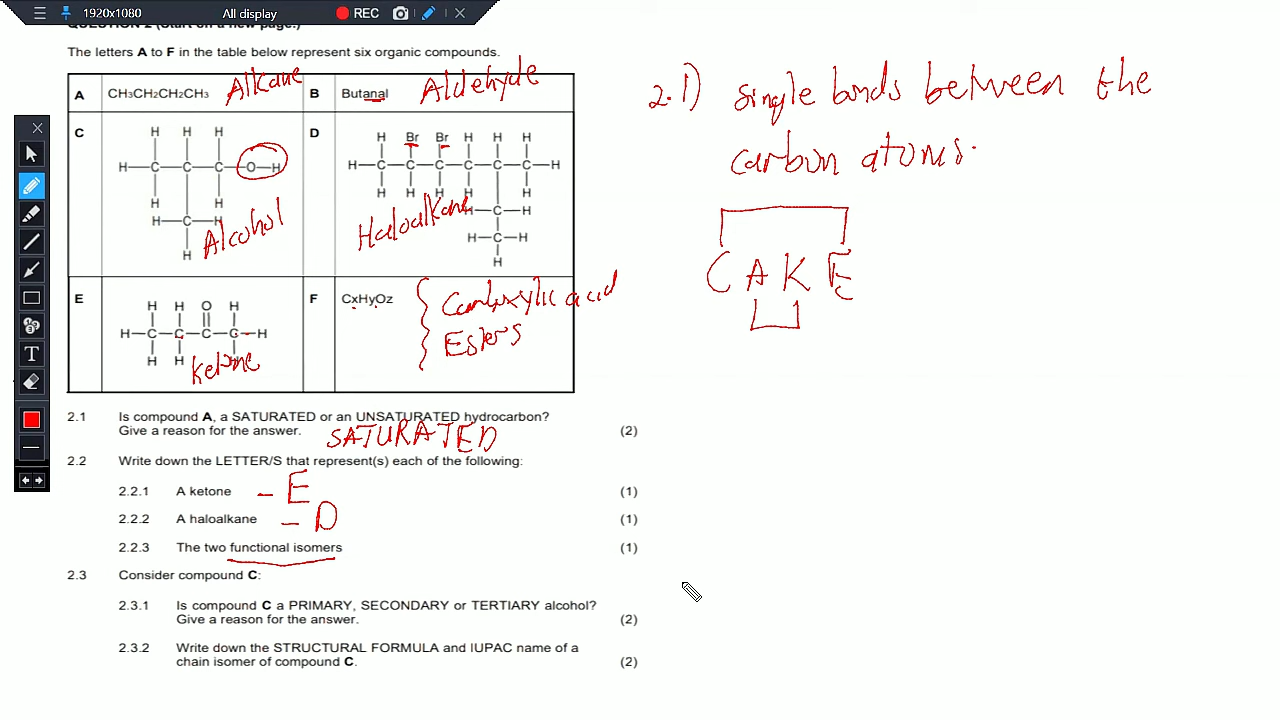 1920x1080 All display REC
QUESTION 2 (Start on a new page.)
The letters A to F in the table below represent six organic compounds.
A CH3CH2CH2CH3 Alkane B Butanal Aldehyde
C D
H H H
H C C C O H
H H
H C H
H
Alcohol
H Br Br H H H
H C C C C C C H
H H H H H
H C H
H C H
H
Haloalkane
E F CxHyOz
H H O H
H C C C C H
H H H
Ketone
Carboxylic acid
Esters
2.1 Is compound A, a SATURATED or an UNSATURATED hydrocarbon?
Give a reason for the answer. (2)
SATURATED
2.2 Write down the LETTER/S that represent(s) each of the following:
2.2.1 A ketone – E (1)
2.2.2 A haloalkane – D (1)
2.2.3 The two functional isomers (1)
2.3 Consider compound C:
2.3.1 Is compound C a PRIMARY, SECONDARY or TERTIARY alcohol?
Give a reason for the answer. (2)
2.3.2 Write down the STRUCTURAL FORMULA and IUPAC name of a
chain isomer of compound C. (2)
2.1) single bonds between the
carbon atoms.
C A K E
T